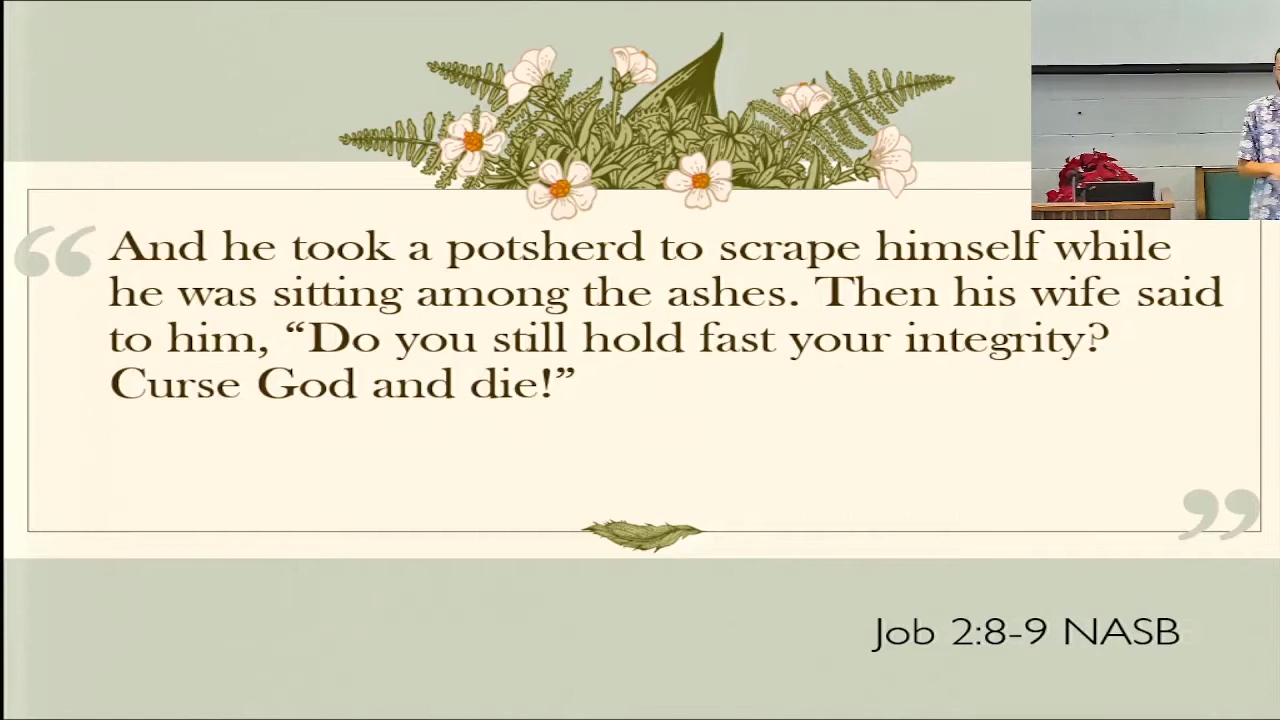 And he took a potsherd to scrape himself while
he was sitting among the ashes. Then his wife said
to him, “Do you still hold fast your integrity?
Curse God and die!”
Job 2:8-9 NASB